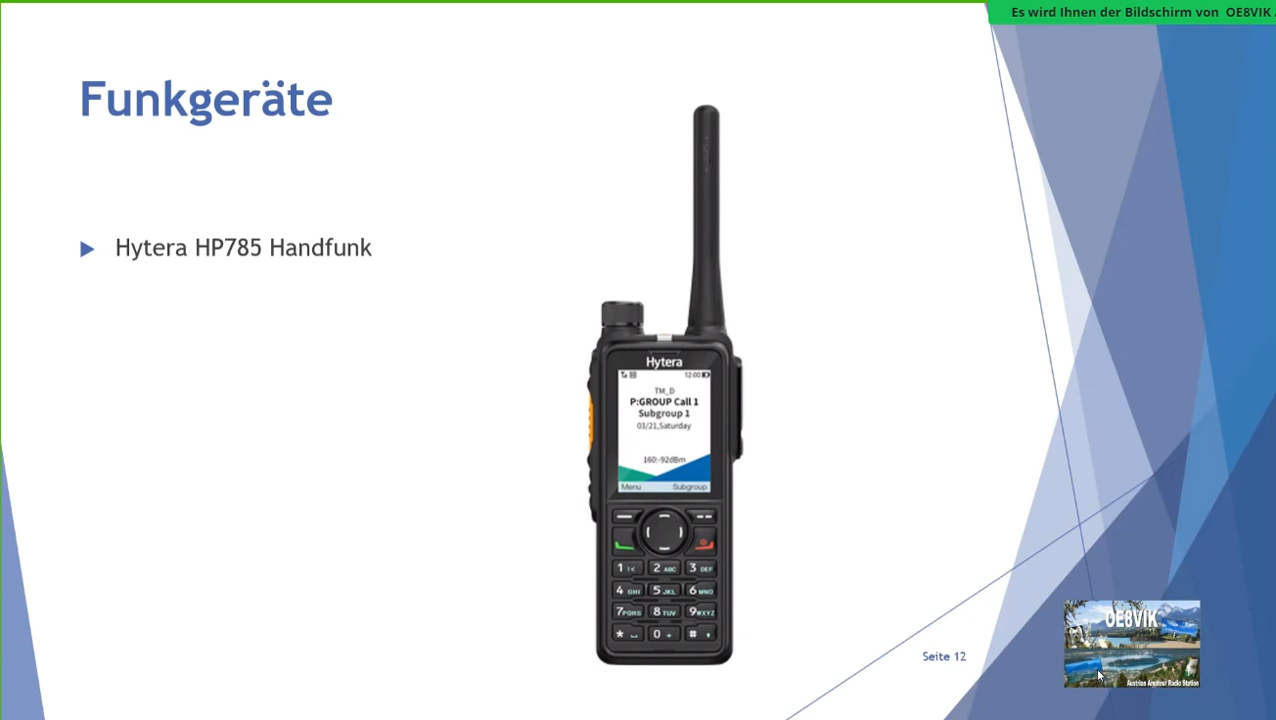 Es wird Ihnen der Bildschirm von OE8VIK
Funkgeräte
Hytera HP785 Handfunk
Hytera
12:00
TM_D
P:GROUP Call 1
Subgroup 1
03/21,Saturday
160:-92dBm
Menu Subgroup
1 2 ABC 3 DEF
4 GHI 5 JKL 6 MNO
7 PQRS 8 TUV 9 WXYZ
* 0 + #
Seite 12
OE8VIK
Austrian Amateur Radio Station